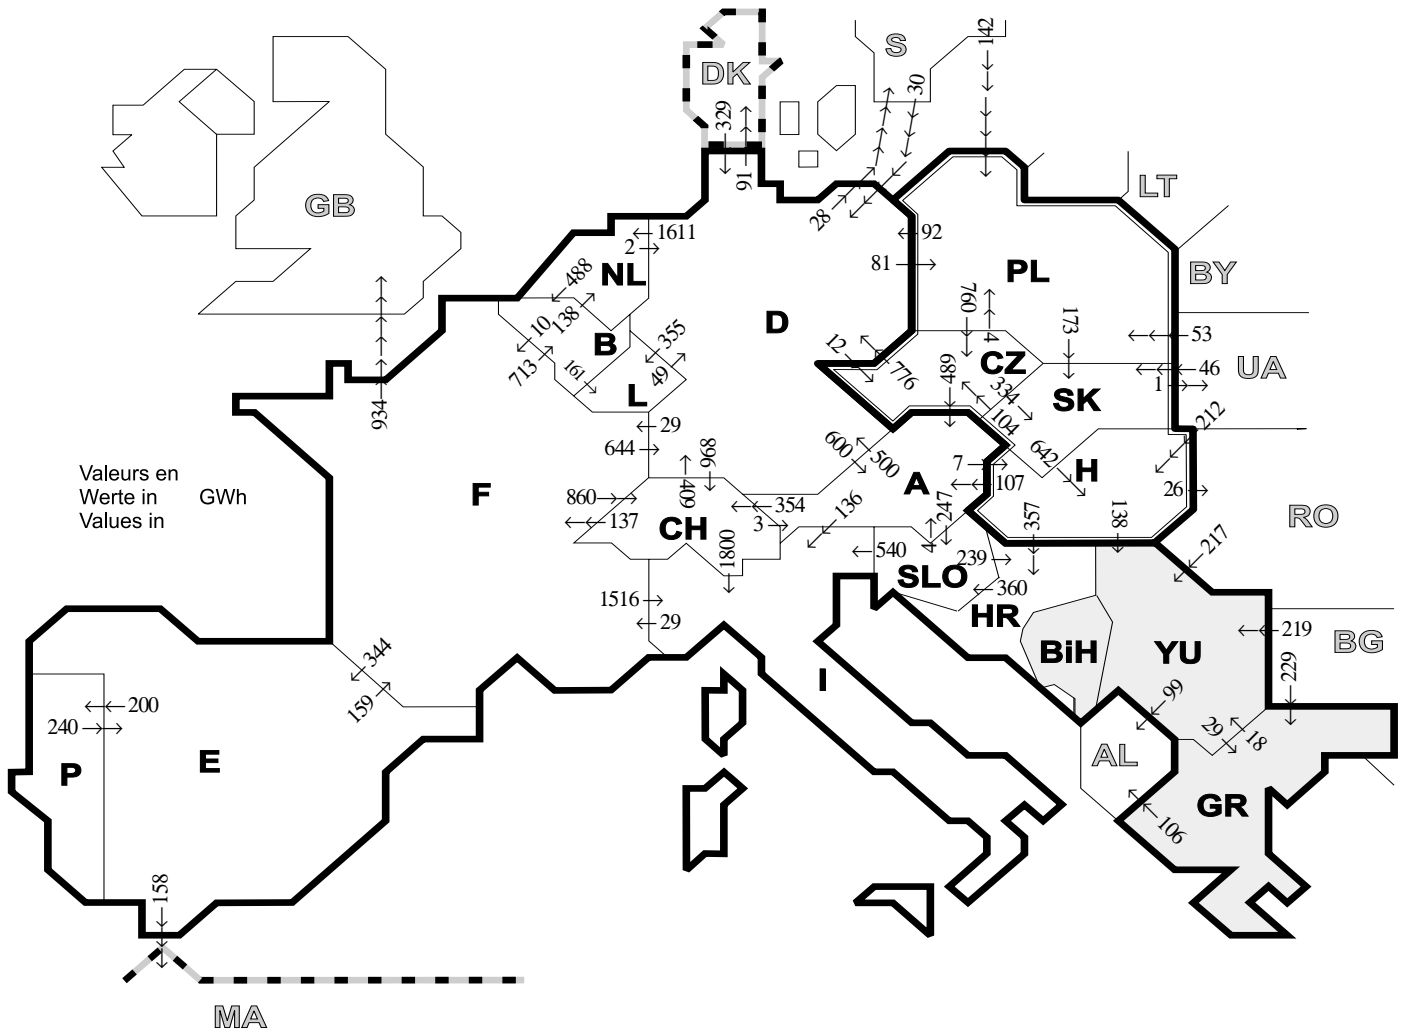 S
142
DK
30
329
91
LT
GB
28
1611
2
92
BY
NL
488
81
PL
138
10
760
4
173
D
B
355
12
53
713
161
49
776
489
CZ
46
UA
L
334
SK
1
104
934
29
212
644
600
500
642
968
7
H
Valeurs en
Werte in GWh
Values in
F
409
A
107
26
860
354
247
357
138
RO
137
CH
3
136
1800
540
4
239
217
SLO
360
1516
HR
29
219
BG
344
BiH
YU
I
229
159
99
200
240
29
18
E
AL
P
GR
106
158
MA